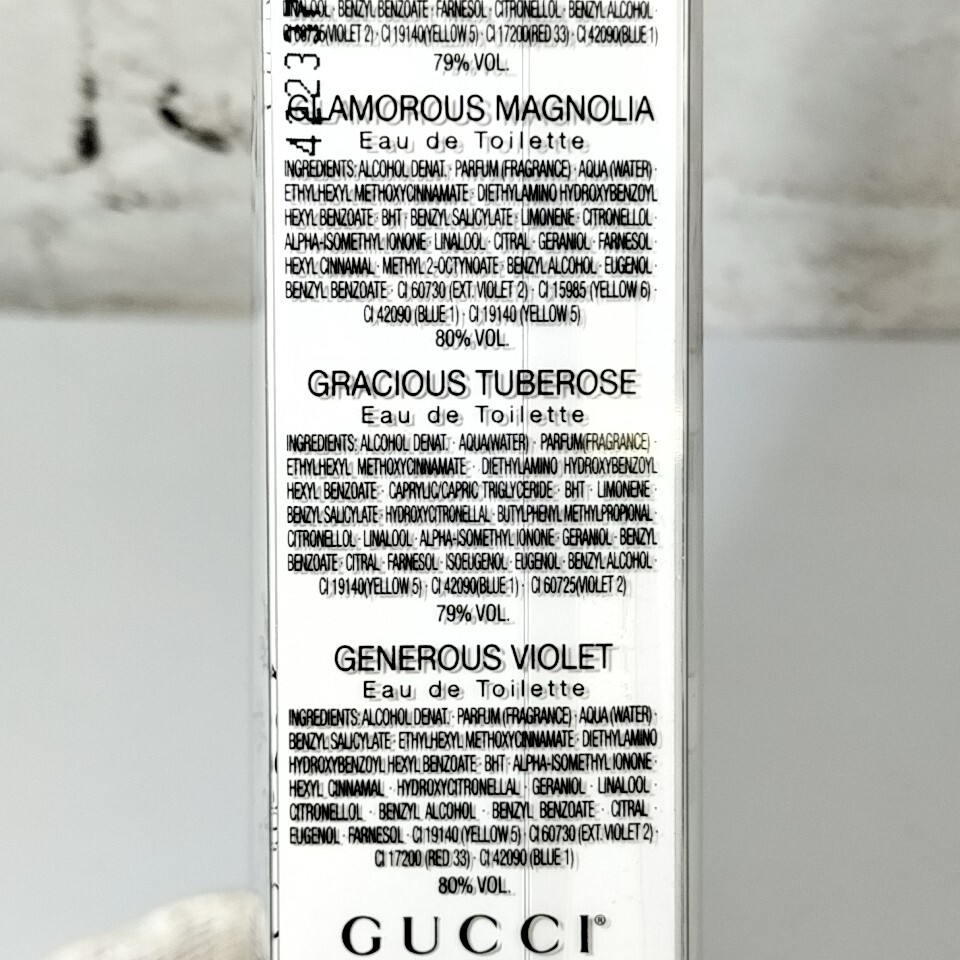 LINALOOL · BENZYL BENZOATE · FARNESOL · CITRONELLOL · BENZYL ALCOHOL
(VIOLET 2) · CI 19140(YELLOW 5) · CI 17200(RED 33) · CI 42090(BLUE 1)
79% VOL.
GLAMOROUS MAGNOLIA
Eau de Toilette
INGREDIENTS: ALCOHOL DENAT. · PARFUM (FRAGRANCE) · AQUA (WATER) ·
ETHYLHEXYL METHOXYCINNAMATE · DIETHYLAMINO HYDROXYBENZOYL
HEXYL BENZOATE · BHT · BENZYL SALICYLATE · LIMONENE · CITRONELLOL ·
ALPHA-ISOMETHYL IONONE · LINALOOL · CITRAL · GERANIOL · FARNESOL ·
HEXYL CINNAMAL · METHYL 2-OCTYNOATE · BENZYL ALCOHOL · EUGENOL ·
BENZYL BENZOATE · CI 60730 (EXT. VIOLET 2) · CI 15985 (YELLOW 6) ·
CI 42090 (BLUE 1) · CI 19140 (YELLOW 5)
80% VOL.
GRACIOUS TUBEROSE
Eau de Toilette
INGREDIENTS: ALCOHOL DENAT. · AQUA(WATER) · PARFUM(FRAGRANCE) ·
ETHYLHEXYL METHOXYCINNAMATE · DIETHYLAMINO HYDROXYBENZOYL
HEXYL BENZOATE · CAPRYLIC/CAPRIC TRIGLYCERIDE · BHT · LIMONENE ·
BENZYL SALICYLATE · HYDROXYCITRONELLAL · BUTYLPHENYL METHYLPROPIONAL ·
CITRONELLOL · LINALOOL · ALPHA-ISOMETHYL IONONE · GERANIOL · BENZYL
BENZOATE · CITRAL · FARNESOL · ISOEUGENOL · EUGENOL · BENZYL ALCOHOL ·
CI 19140(YELLOW 5) · CI 42090(BLUE 1) · CI 60725(VIOLET 2)
79% VOL.
GENEROUS VIOLET
Eau de Toilette
INGREDIENTS: ALCOHOL DENAT. · PARFUM (FRAGRANCE) · AQUA (WATER) ·
BENZYL SALICYLATE · ETHYLHEXYL METHOXYCINNAMATE · DIETHYLAMINO
HYDROXYBENZOYL HEXYL BENZOATE · BHT · ALPHA-ISOMETHYL IONONE ·
HEXYL CINNAMAL · HYDROXYCITRONELLAL · GERANIOL · LINALOOL ·
CITRONELLOL · BENZYL ALCOHOL · BENZYL BENZOATE · CITRAL ·
EUGENOL · FARNESOL · CI 19140 (YELLOW 5) · CI 60730 (EXT. VIOLET 2) ·
CI 17200 (RED 33) · CI 42090 (BLUE 1)
80% VOL.
GUCCI®